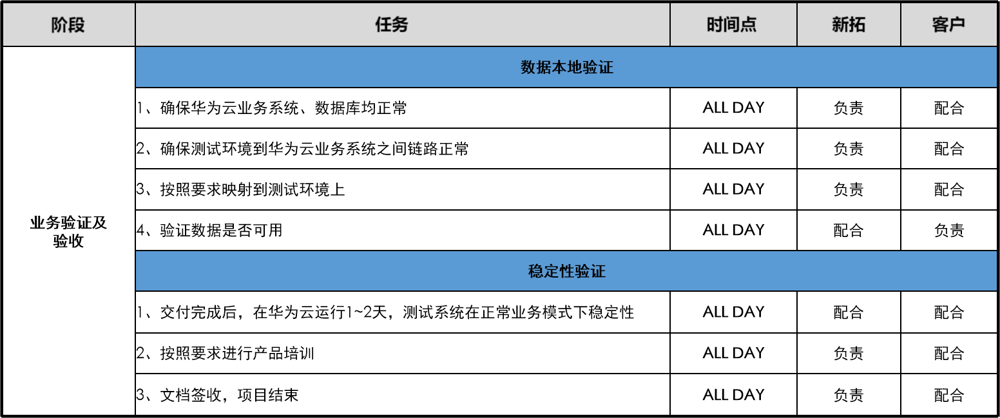 阶段 任务 时间点 新拓 客户
数据本地验证
1、确保华为云业务系统、数据库均正常 ALL DAY 负责 配合
2、确保测试环境到华为云业务系统之间链路正常 ALL DAY 负责 配合
3、按照要求映射到测试环境上 ALL DAY 负责 配合
业务验证及
验收
4、验证数据是否可用 ALL DAY 配合 负责
稳定性验证
1、交付完成后，在华为云运行1~2天，测试系统在正常业务模式下稳定性 ALL DAY 配合 配合
2、按照要求进行产品培训 ALL DAY 负责 配合
3、文档签收，项目结束 ALL DAY 负责 配合